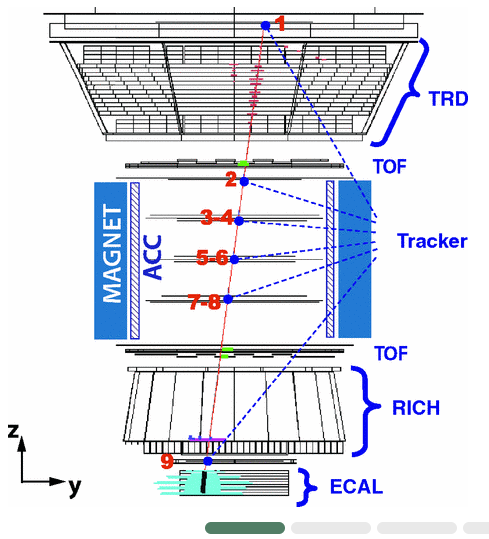 1
TRD
TOF
2
3-4
Tracker
5-6
MAGNET
ACC
7-8
TOF
RICH
z
9
y
ECAL